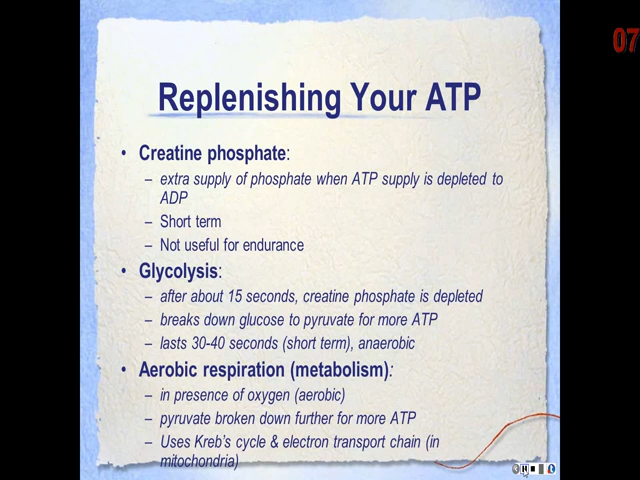 07
Replenishing Your ATP
• Creatine phosphate:
– extra supply of phosphate when ATP supply is depleted to
ADP
– Short term
– Not useful for endurance
• Glycolysis:
– after about 15 seconds, creatine phosphate is depleted
– breaks down glucose to pyruvate for more ATP
– lasts 30-40 seconds (short term), anaerobic
• Aerobic respiration (metabolism):
– in presence of oxygen (aerobic)
– pyruvate broken down further for more ATP
– Uses Kreb's cycle & electron transport chain (in
mitochondria)